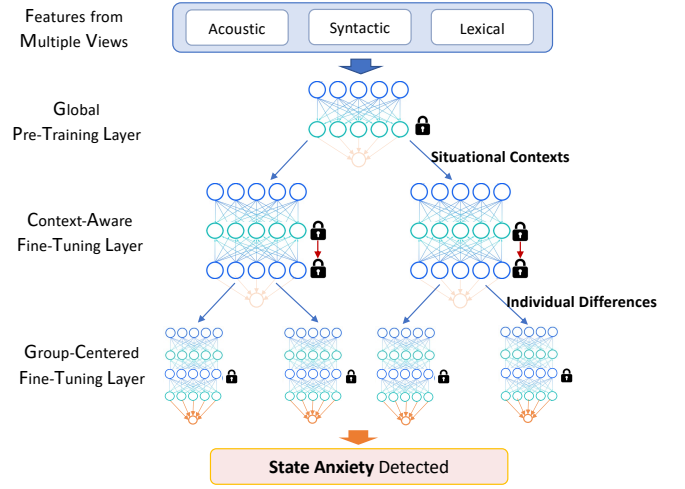 Features from
Multiple Views
Acoustic
Syntactic
Lexical
Global
Pre-Training Layer
Situational Contexts
Context-Aware
Fine-Tuning Layer
Individual Differences
Group-Centered
Fine-Tuning Layer
State Anxiety Detected